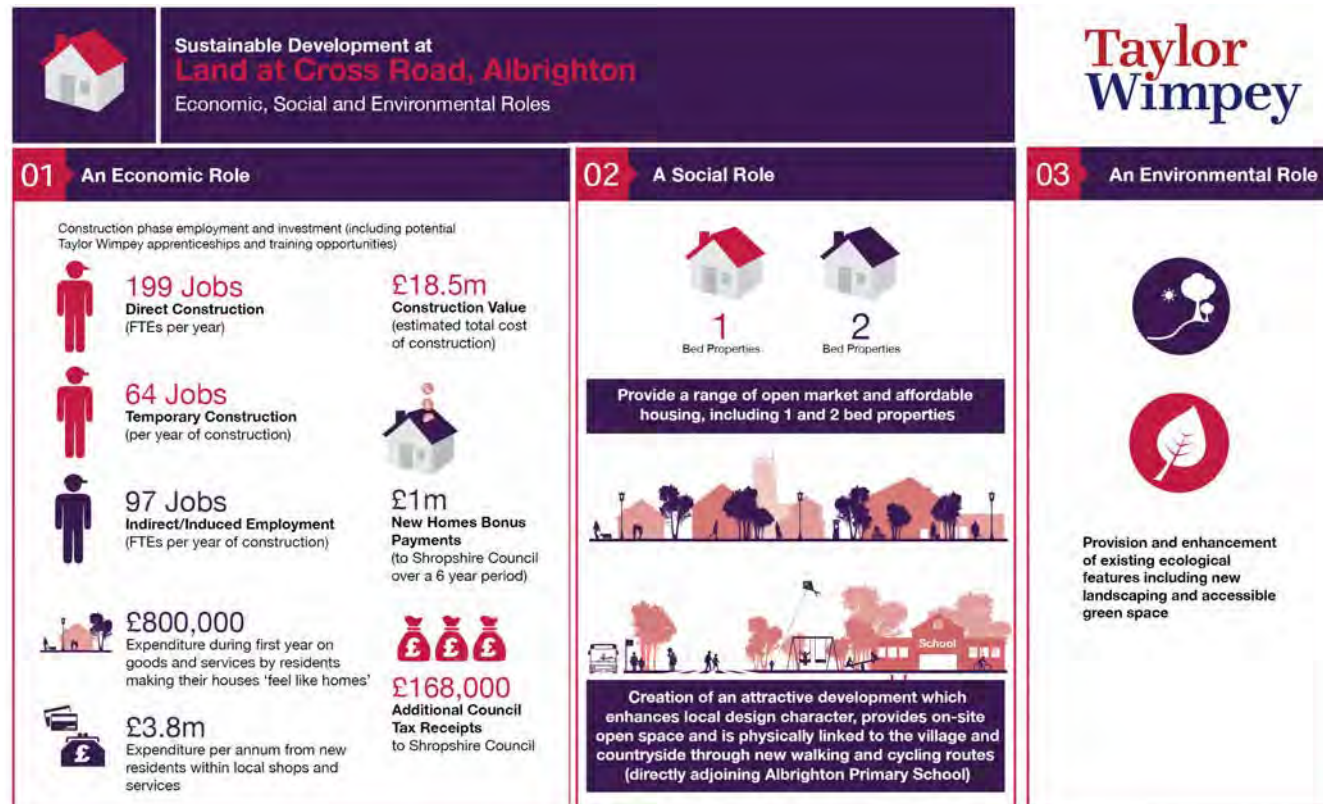 Sustainable Development at
Land at Cross Road, Albrighton
Economic, Social and Environmental Roles
Taylor
Wimpey
01 An Economic Role
Construction phase employment and investment (including potential
Taylor Wimpey apprenticeships and training opportunities)
199 Jobs
Direct Construction
(FTEs per year)
64 Jobs
Temporary Construction
(per year of construction)
97 Jobs
Indirect/Induced Employment
(FTEs per year of construction)
£800,000
Expenditure during first year on
goods and services by residents
making their houses ‘feel like homes’
£
£3.8m
Expenditure per annum from new
residents within local shops and
services
£18.5m
Construction Value
(estimated total cost
of construction)
£1m
New Homes Bonus
Payments
(to Shropshire Council
over a 6 year period)
£ £ £
£168,000
Additional Council
Tax Receipts
to Shropshire Council
02 A Social Role
1
Bed Properties
2
Bed Properties
Provide a range of open market and affordable
housing, including 1 and 2 bed properties
School
Creation of an attractive development which
enhances local design character, provides on-site
open space and is physically linked to the village and
countryside through new walking and cycling routes
(directly adjoining Albrighton Primary School)
03 An Environmental Role
Provision and enhancement
of existing ecological
features including new
landscaping and accessible
green space